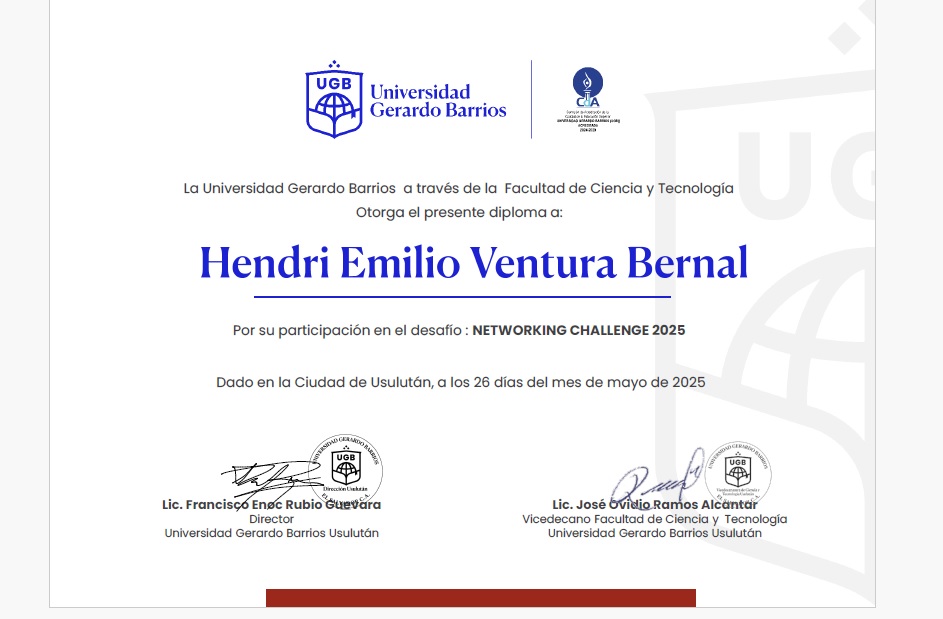 UGB
Universidad
Gerardo Barrios
CdA
La Universidad Gerardo Barrios a través de la Facultad de Ciencia y Tecnología
Otorga el presente diploma a:
Hendri Emilio Ventura Bernal
Por su participación en el desafío : NETWORKING CHALLENGE 2025
Dado en la Ciudad de Usulután, a los 26 días del mes de mayo de 2025
UNIVERSIDAD GERARDO BARRIOS
UGB
Dirección Usulután
EL SALVADOR C.A.
Lic. Francisco Enoc Rubio Guevara
Director
Universidad Gerardo Barrios Usulután
UNIVERSIDAD GERARDO BARRIOS
UGB
Lic. José Ovidio Ramos Alcántar
Vicedecano Facultad de Ciencia y Tecnología
Universidad Gerardo Barrios Usulután